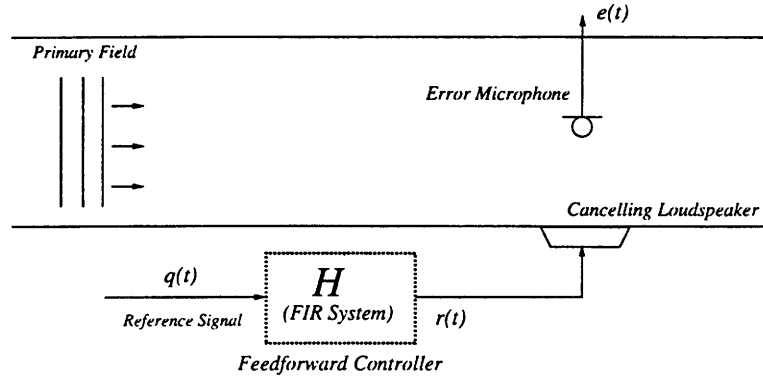 e(t)
Primary Field
Error Microphone
Cancelling Loudspeaker
q(t)
H
(FIR System)
Reference Signal
r(t)
Feedforward Controller